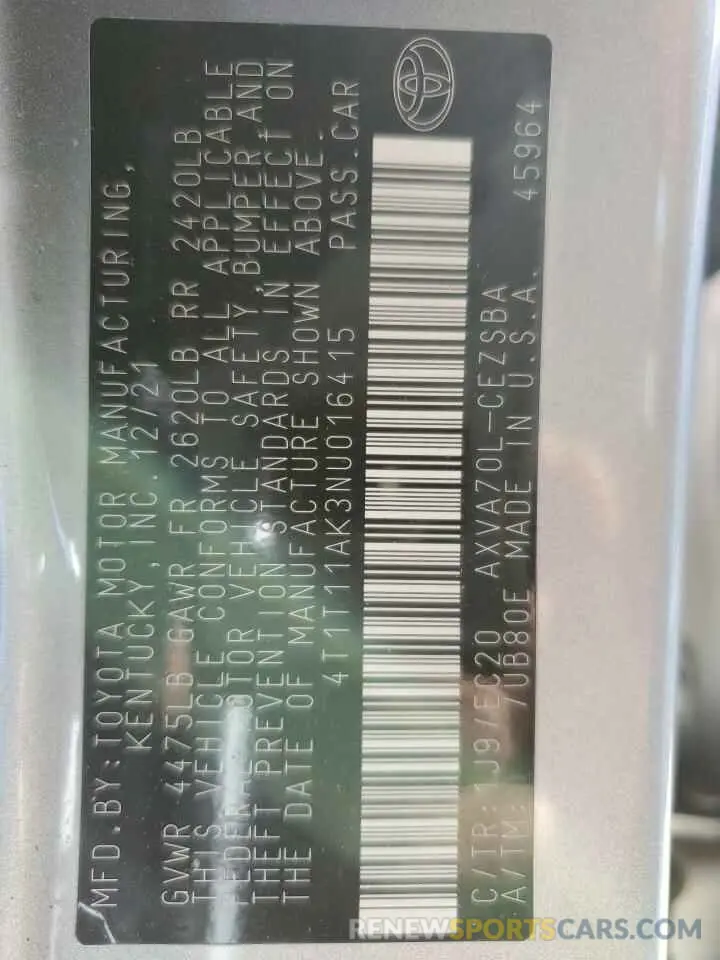 MFD.BY:TOYOTA MOTOR MANUFACTURING,
KENTUCKY, INC. 12/21
GVWR 4475LB GAWR FR 2620LB RR 2420LB
THIS VEHICLE CONFORMS TO ALL APPLICABLE
FEDERAL MOTOR VEHICLE SAFETY, BUMPER AND
THEFT PREVENTION STANDARDS IN EFFECT ON
THE DATE OF MANUFACTURE SHOWN ABOVE.
4T1T11AK3NU016415 PASS.CAR
C/TR: 1J9/EC20 AXVA70L-CEZSBA 45964
A/TM: /UB80E MADE IN U.S.A.
RENEWSPORTSCARS.COM